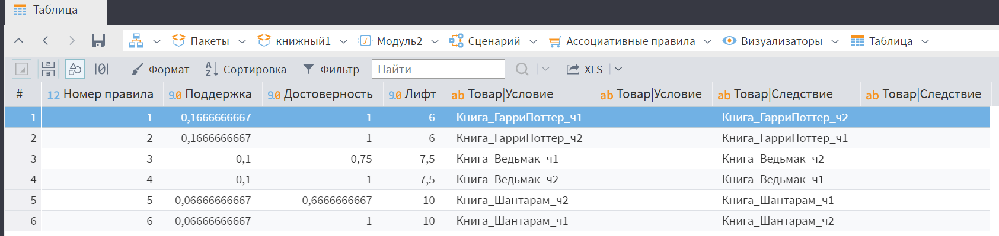 Таблица
Пакеты книжный1 Модуль2 Сценарий Ассоциативные правила Визуализаторы Таблица
Формат Сортировка Фильтр Найти XLS
# 12 Номер правила 9.0 Поддержка 9.0 Достоверность 9.0 Лифт ab Товар|Условие ab Товар|Условие ab Товар|Следствие ab Товар|Следствие
1 1 0,1666666667 1 6 Книга_ГарриПоттер_ч1 Книга_ГарриПоттер_ч2
2 2 0,1666666667 1 6 Книга_ГарриПоттер_ч2 Книга_ГарриПоттер_ч1
3 3 0,1 0,75 7,5 Книга_Ведьмак_ч1 Книга_Ведьмак_ч2
4 4 0,1 1 7,5 Книга_Ведьмак_ч2 Книга_Ведьмак_ч1
5 5 0,06666666667 0,6666666667 10 Книга_Шантарам_ч2 Книга_Шантарам_ч1
6 6 0,06666666667 1 10 Книга_Шантарам_ч1 Книга_Шантарам_ч2